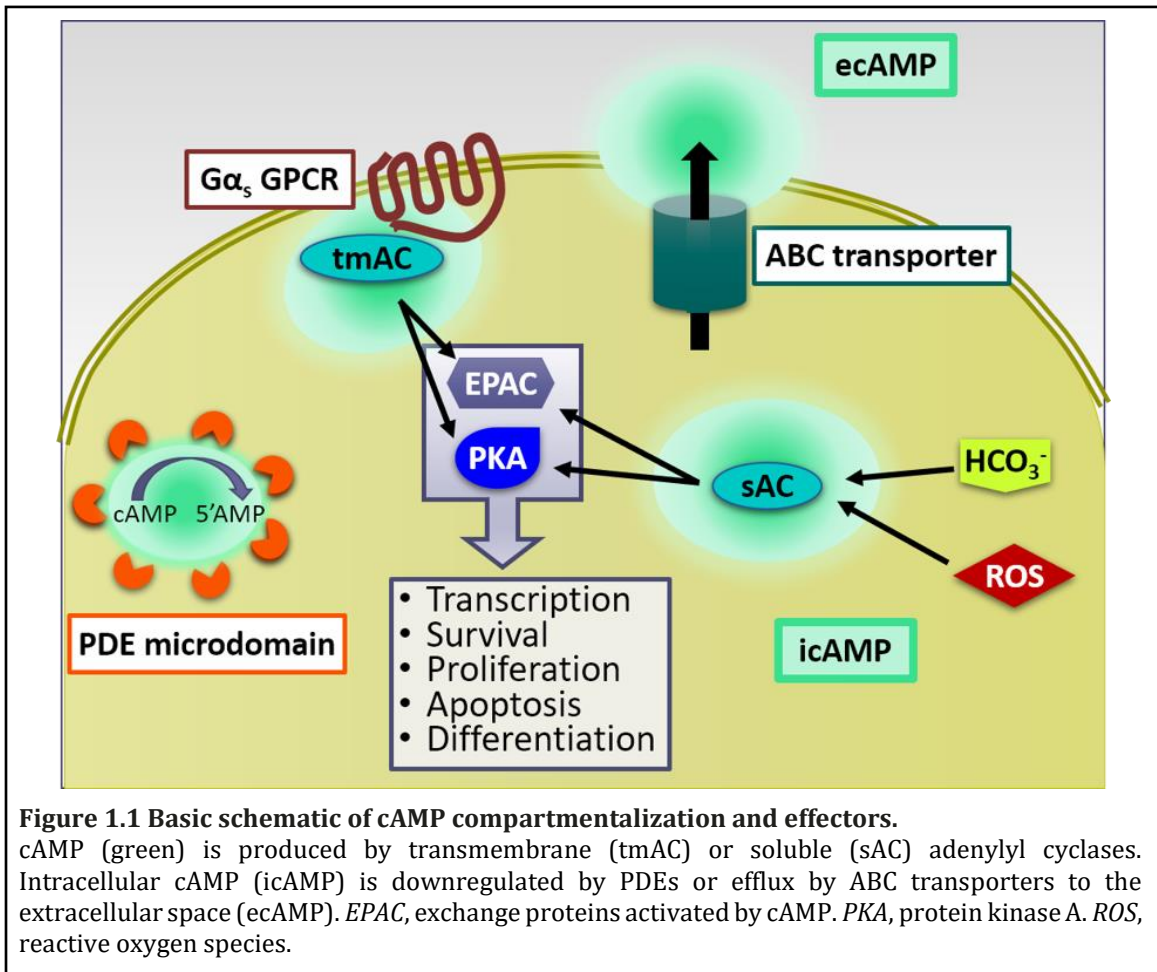 ecAMP
Gαₛ GPCR
tmAC
ABC transporter
EPAC
PKA
sAC
HCO₃⁻
ROS
cAMP 5’AMP
PDE microdomain
icAMP
• Transcription
• Survival
• Proliferation
• Apoptosis
• Differentiation
Figure 1.1 Basic schematic of cAMP compartmentalization and effectors.
cAMP (green) is produced by transmembrane (tmAC) or soluble (sAC) adenylyl cyclases.
Intracellular cAMP (icAMP) is downregulated by PDEs or efflux by ABC transporters to the
extracellular space (ecAMP). EPAC, exchange proteins activated by cAMP. PKA, protein kinase A. ROS,
reactive oxygen species.